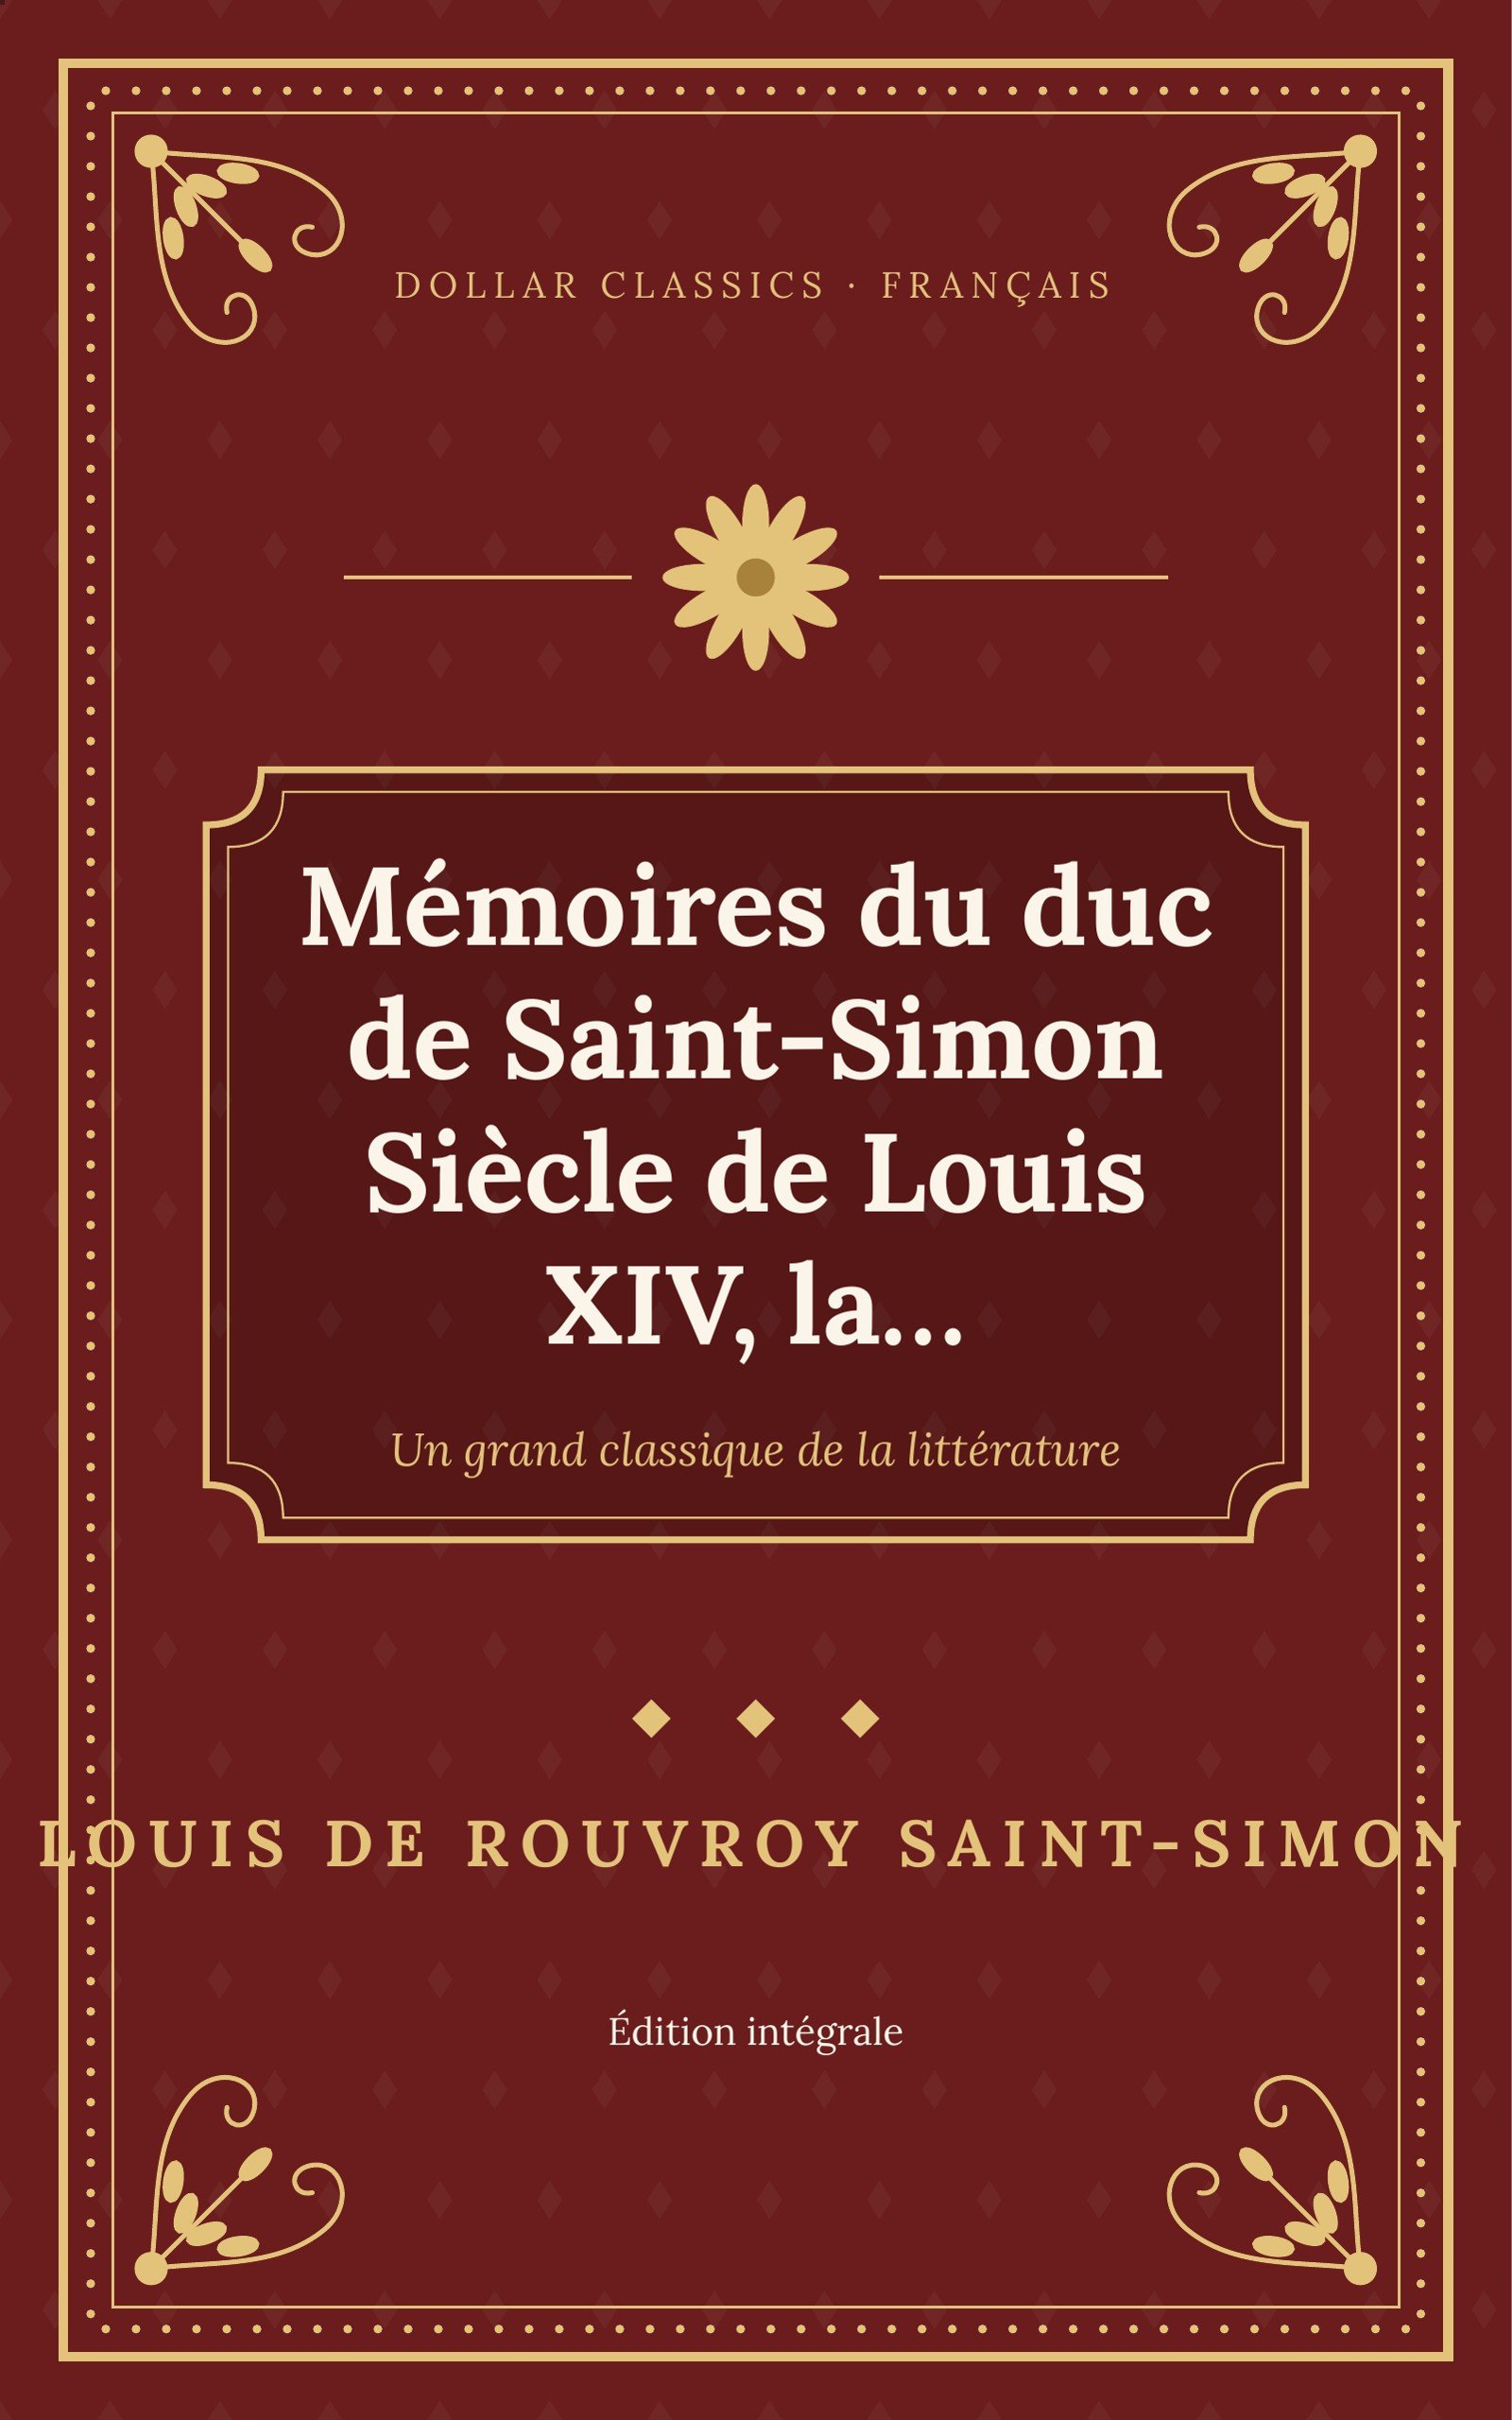 DOLLAR CLASSICS · FRANÇAIS
Mémoires du duc
de Saint-Simon
Siècle de Louis
XIV, la...
Un grand classique de la littérature
LOUIS DE ROUVROY SAINT-SIMON
Édition intégrale